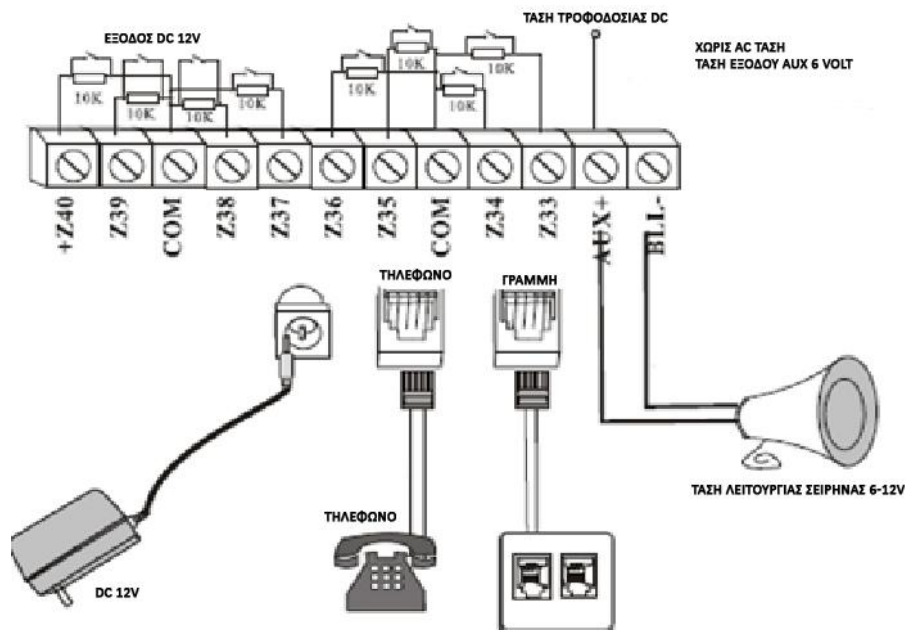 ΕΞΟΔΟΣ DC 12V
ΤΑΣΗ ΤΡΟΦΟΔΟΣΙΑΣ DC
ΧΩΡΙΣ AC ΤΑΣΗ
ΤΑΣΗ ΕΞΟΔΟΥ AUX 6 VOLT
10K
10K
10K
10K
10K
10K
10K
10K
+Z40
Z39
COM
Z38
Z37
Z36
Z35
COM
Z34
Z33
AUX+
BLL-
ΤΗΛΕΦΩΝΟ
ΓΡΑΜΜΗ
ΤΑΣΗ ΛΕΙΤΟΥΡΓΙΑΣ ΣΕΙΡΗΝΑΣ 6-12V
ΤΗΛΕΦΩΝΟ
DC 12V